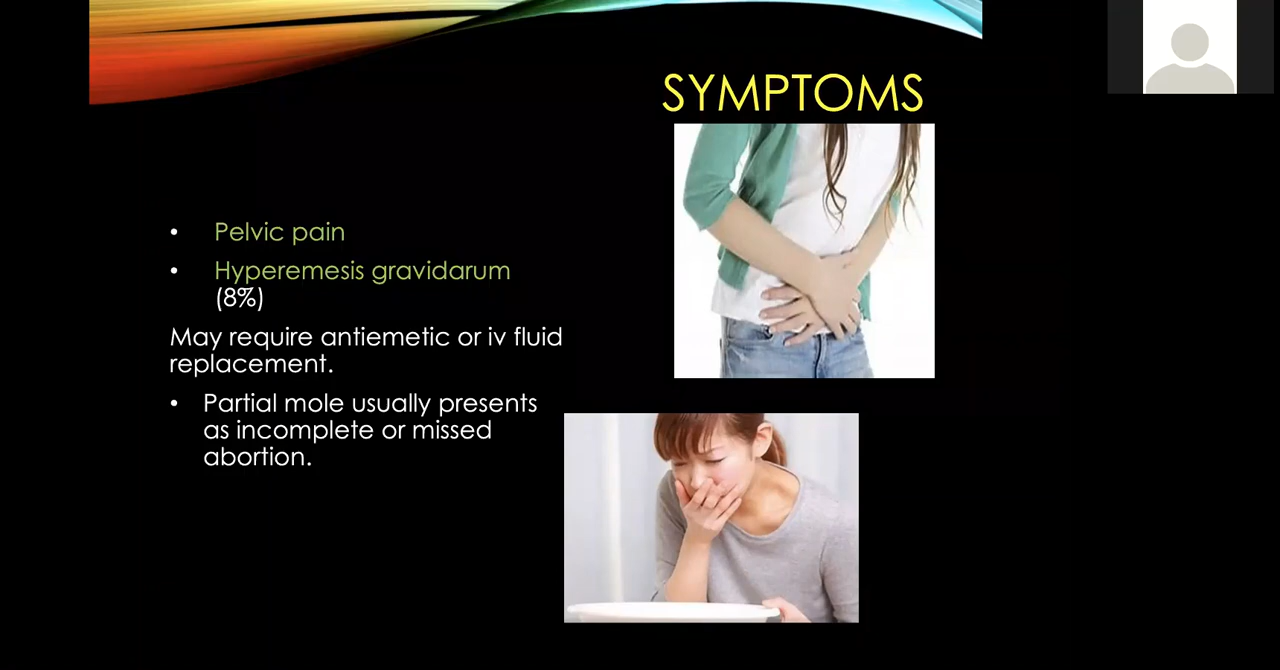 SYMPTOMS
• Pelvic pain
• Hyperemesis gravidarum
(8%)
May require antiemetic or iv fluid
replacement.
• Partial mole usually presents
as incomplete or missed
abortion.